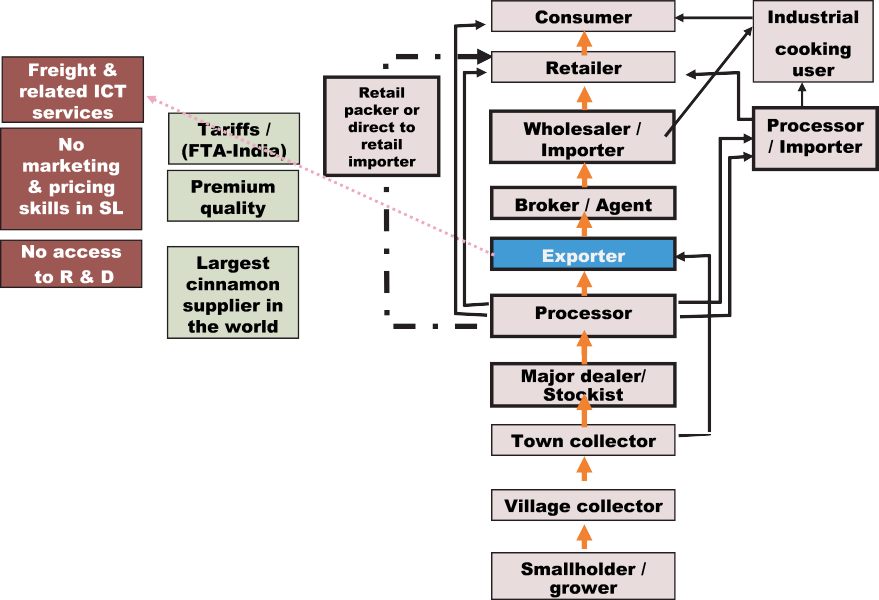 Consumer
Industrial
cooking
user
Retailer
Freight &
related ICT
services
Retail
packer or
direct to
retail
importer
Tariffs /
(FTA-India)
Wholesaler /
Importer
Processor
/ Importer
No
marketing
& pricing
skills in SL
Premium
quality
Broker / Agent
No access
to R & D
Exporter
Largest
cinnamon
supplier in
the world
Processor
Major dealer/
Stockist
Town collector
Village collector
Smallholder /
grower